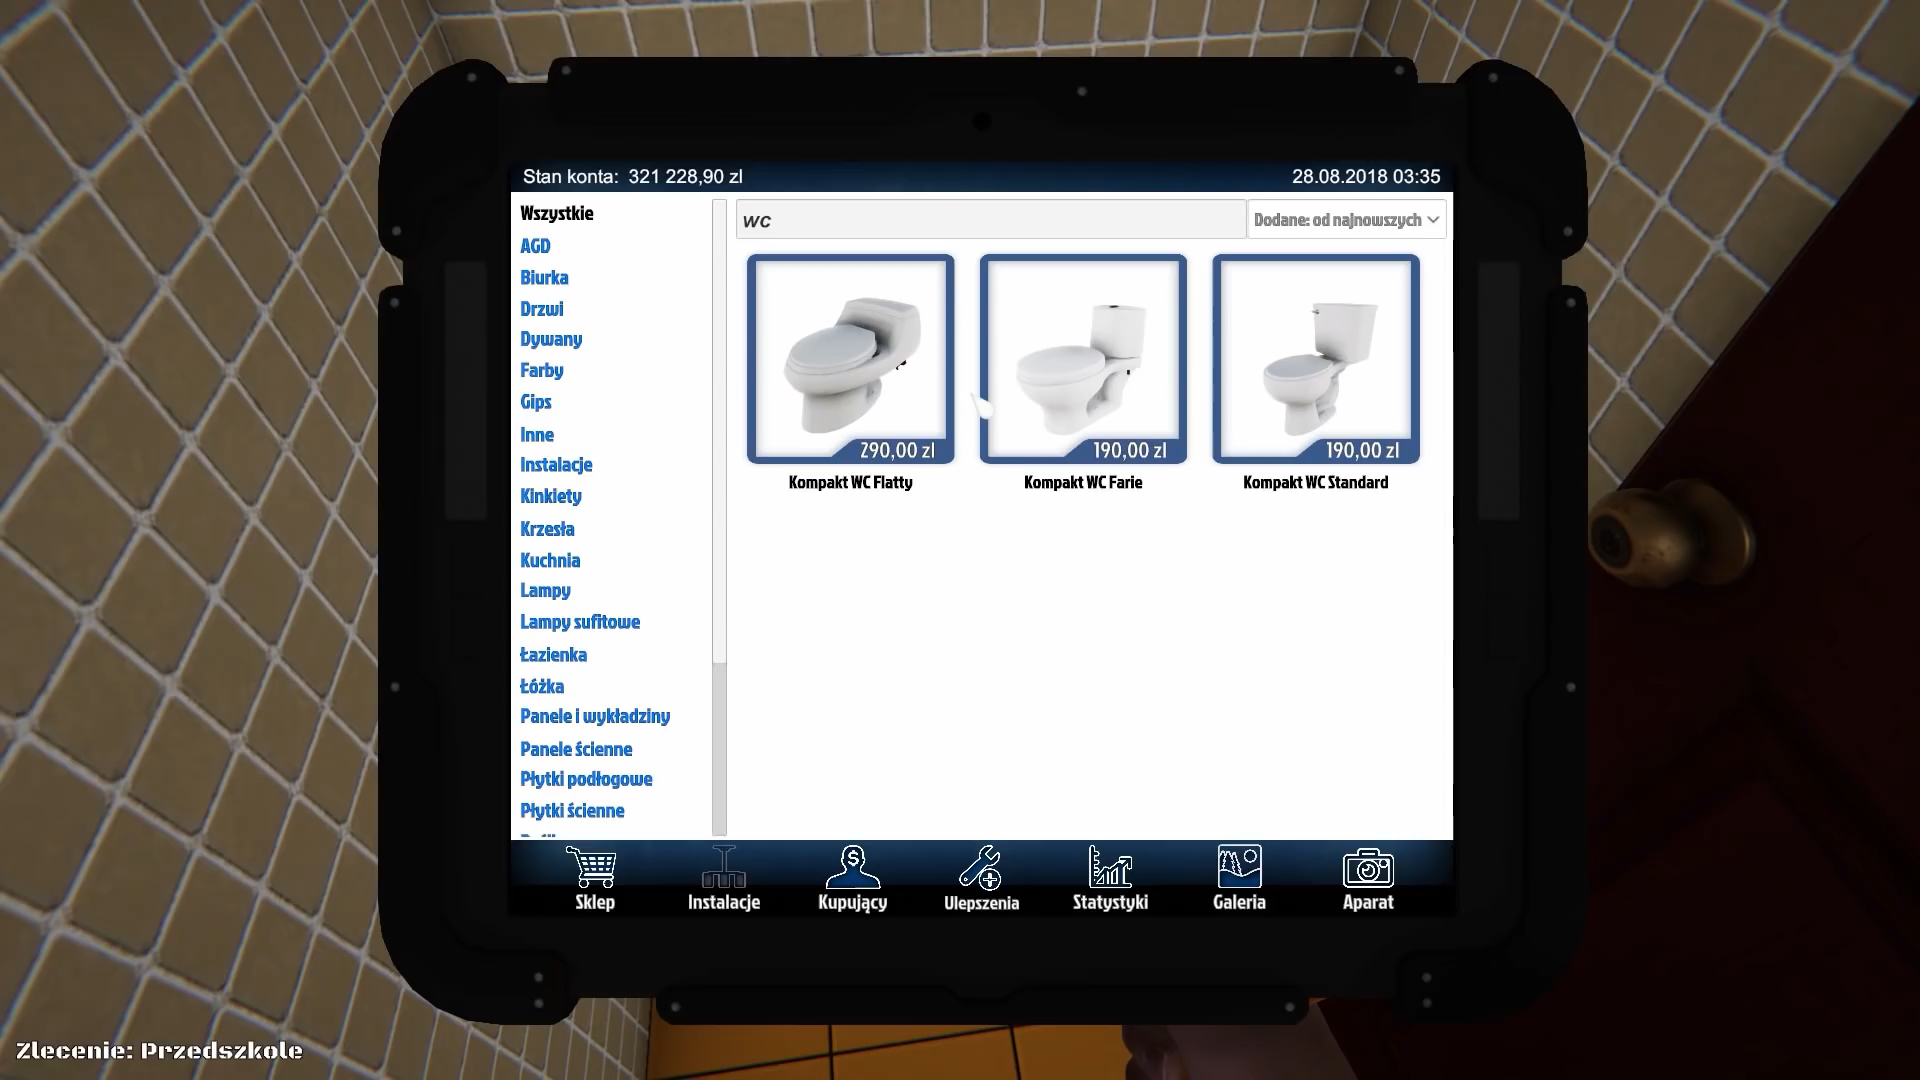 Stan konta: 321 228,90 zl
28.08.2018 03:35
Wszystkie
AGD
Biurka
Drzwi
Dywany
Farby
Gips
Inne
Instalacje
Kinkiety
Krzesła
Kuchnia
Lampy
Lampy sufitowe
Łazienka
Łóżka
Panele i wykładziny
Panele ścienne
Płytki podłogowe
Płytki ścienne
wc
Dodane: od najnowszych
290,00 zl
190,00 zl
190,00 zl
Kompakt WC Flatty
Kompakt WC Farie
Kompakt WC Standard
Sklep
Instalacje
Kupujący
Ulepszenia
Statystyki
Galeria
Aparat
Zlecenie: Przedszkole